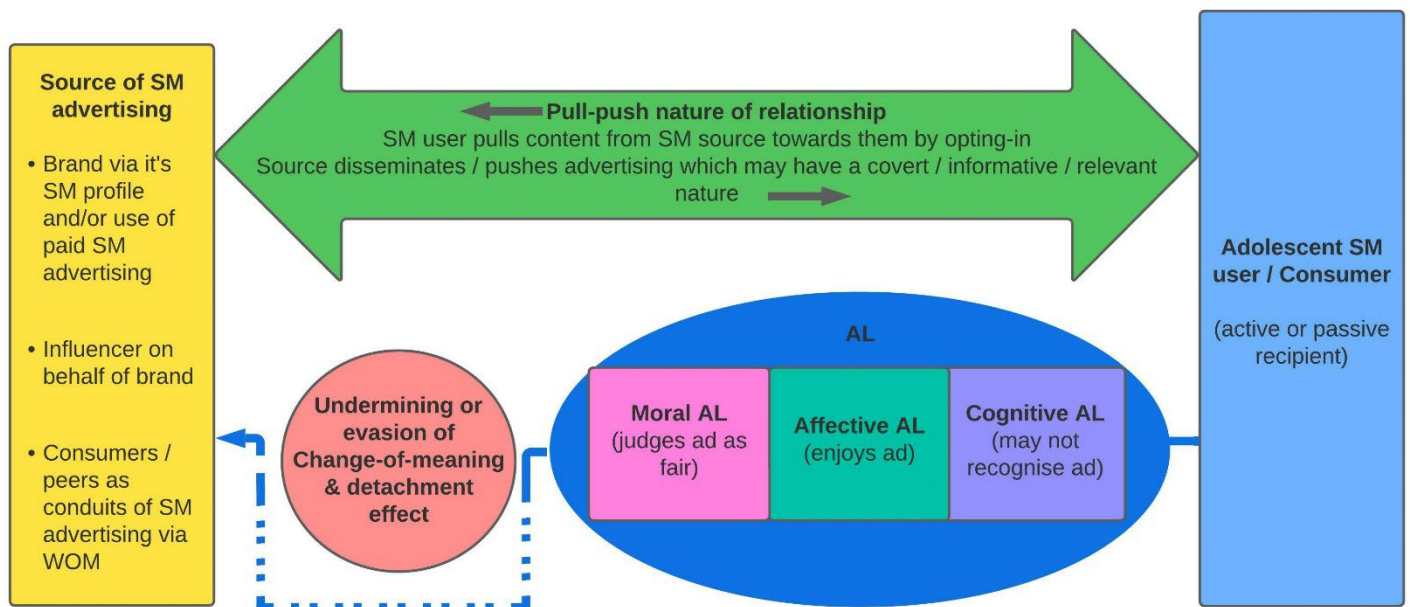 Source of SM
advertising
• Brand via it's
SM profile
and/or use of
paid SM
advertising
• Influencer on
behalf of brand
• Consumers /
peers as
conduits of SM
advertising via
WOM
Pull-push nature of relationship
SM user pulls content from SM source towards them by opting-in
Source disseminates / pushes advertising which may have a covert / informative / relevant
nature
Undermining or
evasion of
Change-of-meaning
& detachment
effect
AL
Moral AL
(judges ad as
fair)
Affective AL
(enjoys ad)
Cognitive AL
(may not
recognise ad)
Adolescent SM
user / Consumer
(active or passive
recipient)